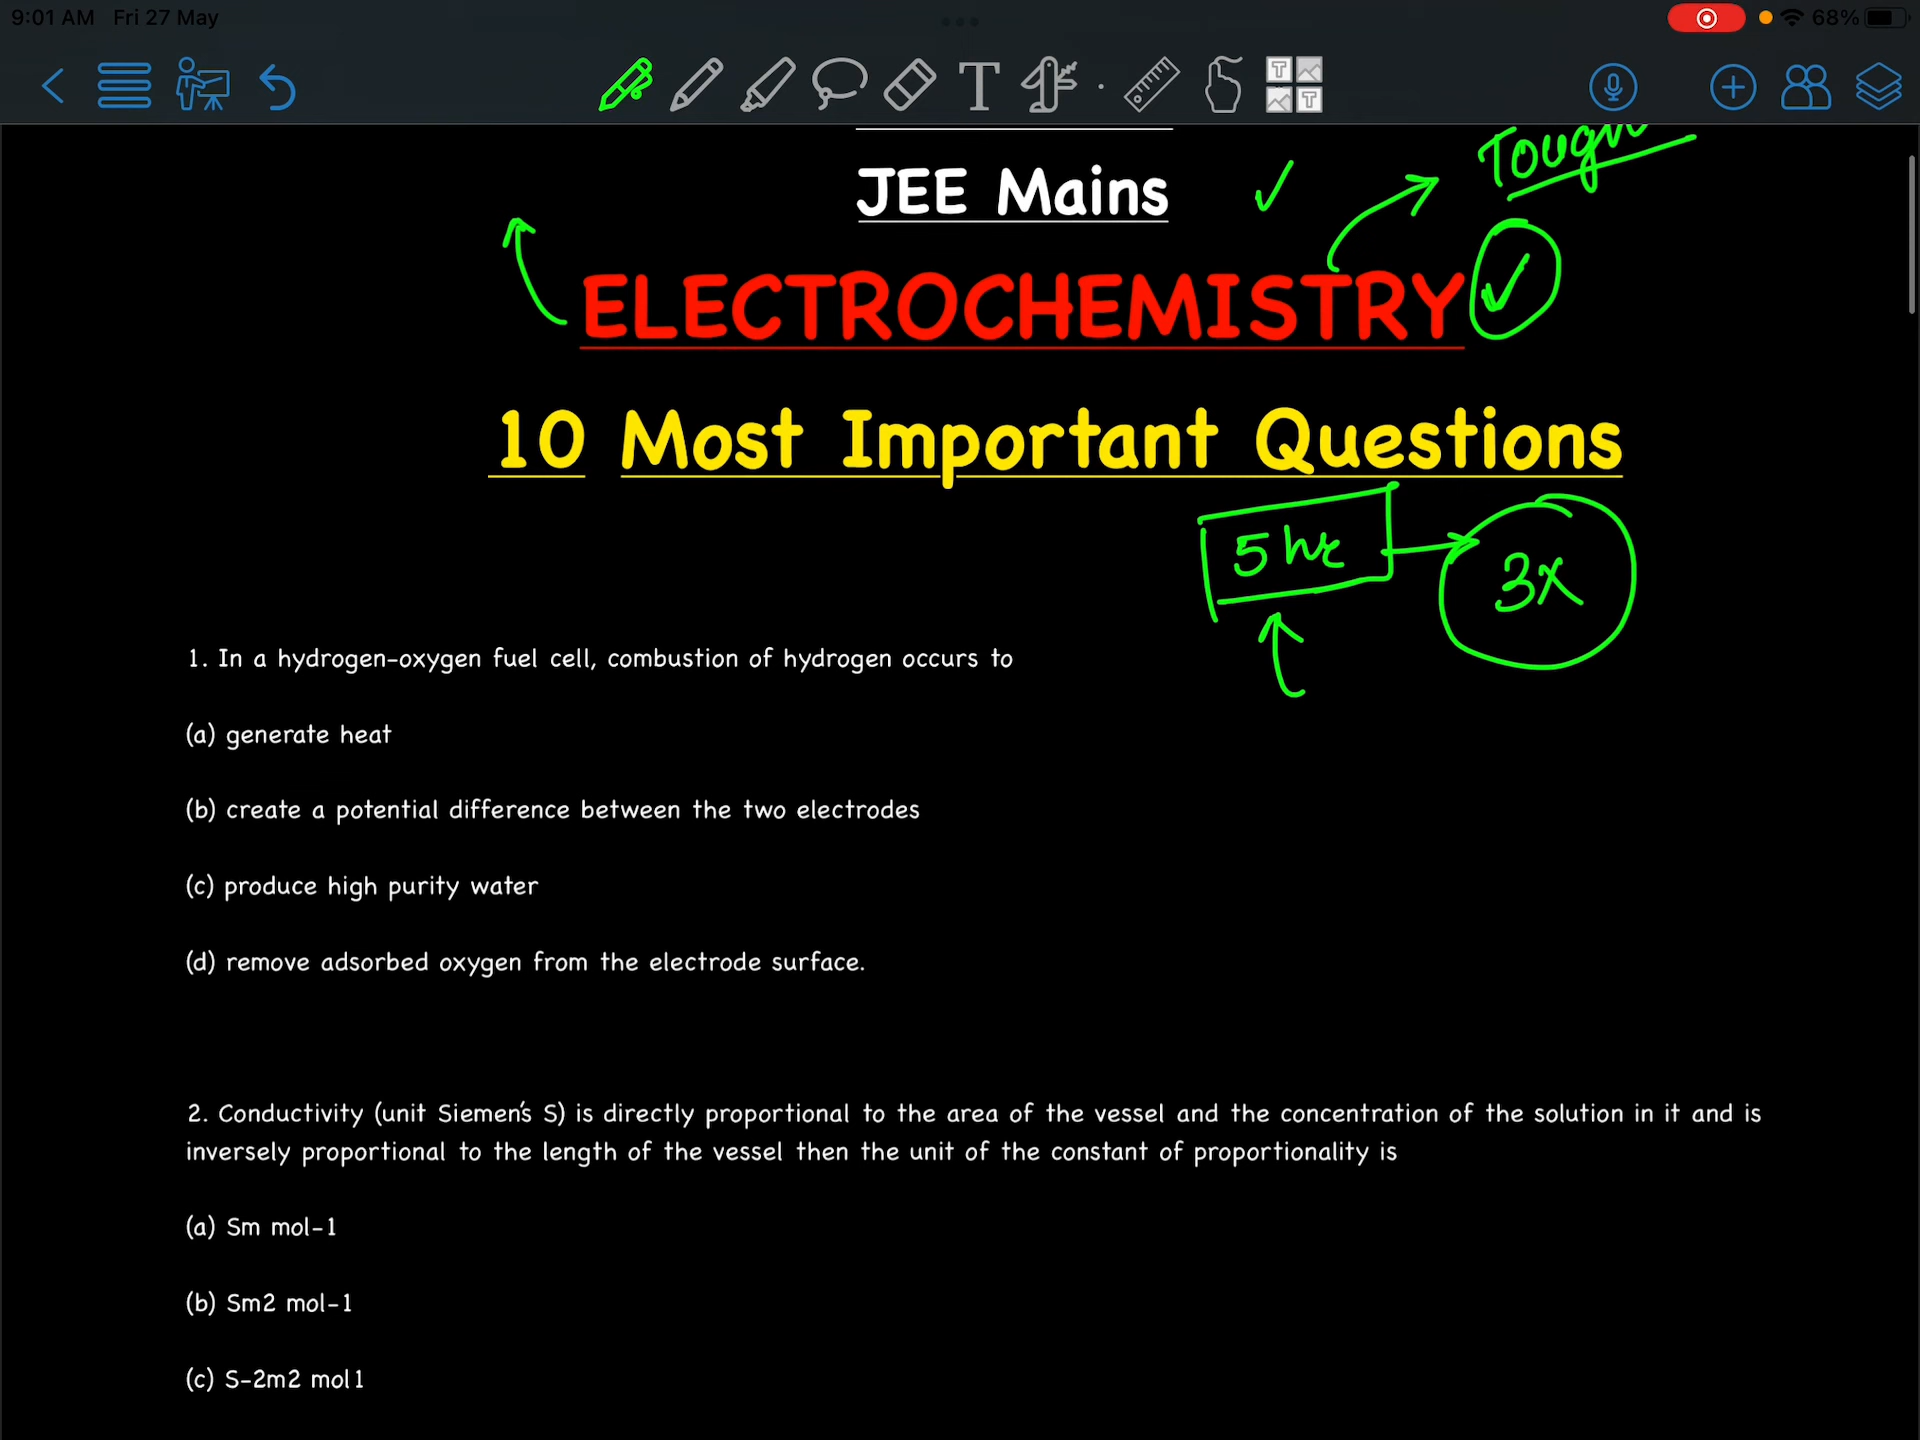 9:01 AM Fri 27 May
68%
Tough
JEE Mains
ELECTROCHEMISTRY
10 Most Important Questions
5 hr
3x
1. In a hydrogen-oxygen fuel cell, combustion of hydrogen occurs to
(a) generate heat
(b) create a potential difference between the two electrodes
(c) produce high purity water
(d) remove adsorbed oxygen from the electrode surface.
2. Conductivity (unit Siemen's S) is directly proportional to the area of the vessel and the concentration of the solution in it and is
inversely proportional to the length of the vessel then the unit of the constant of proportionality is
(a) Sm mol-1
(b) Sm2 mol-1
(c) S-2m2 mol1